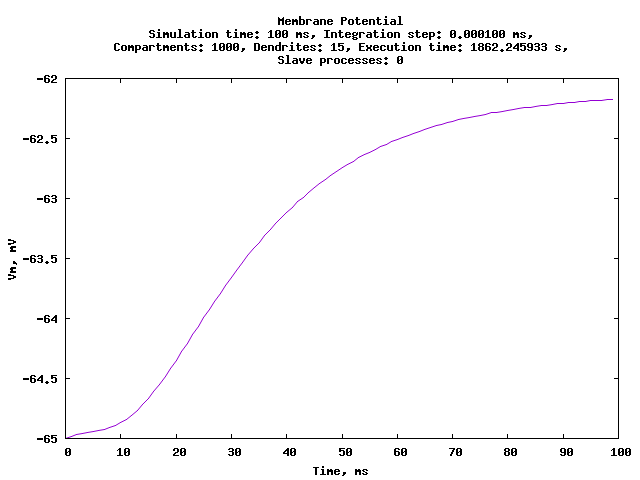 Membrane Potential
Simulation time: 100 ms, Integration step: 0.000100 ms,
Compartments: 1000, Dendrites: 15, Execution time: 1862.245933 s,
Slave processes: 0
-62
-62.5
-63
-63.5
-64
-64.5
-65
Vm, mV
0 10 20 30 40 50 60 70 80 90 100
Time, ms